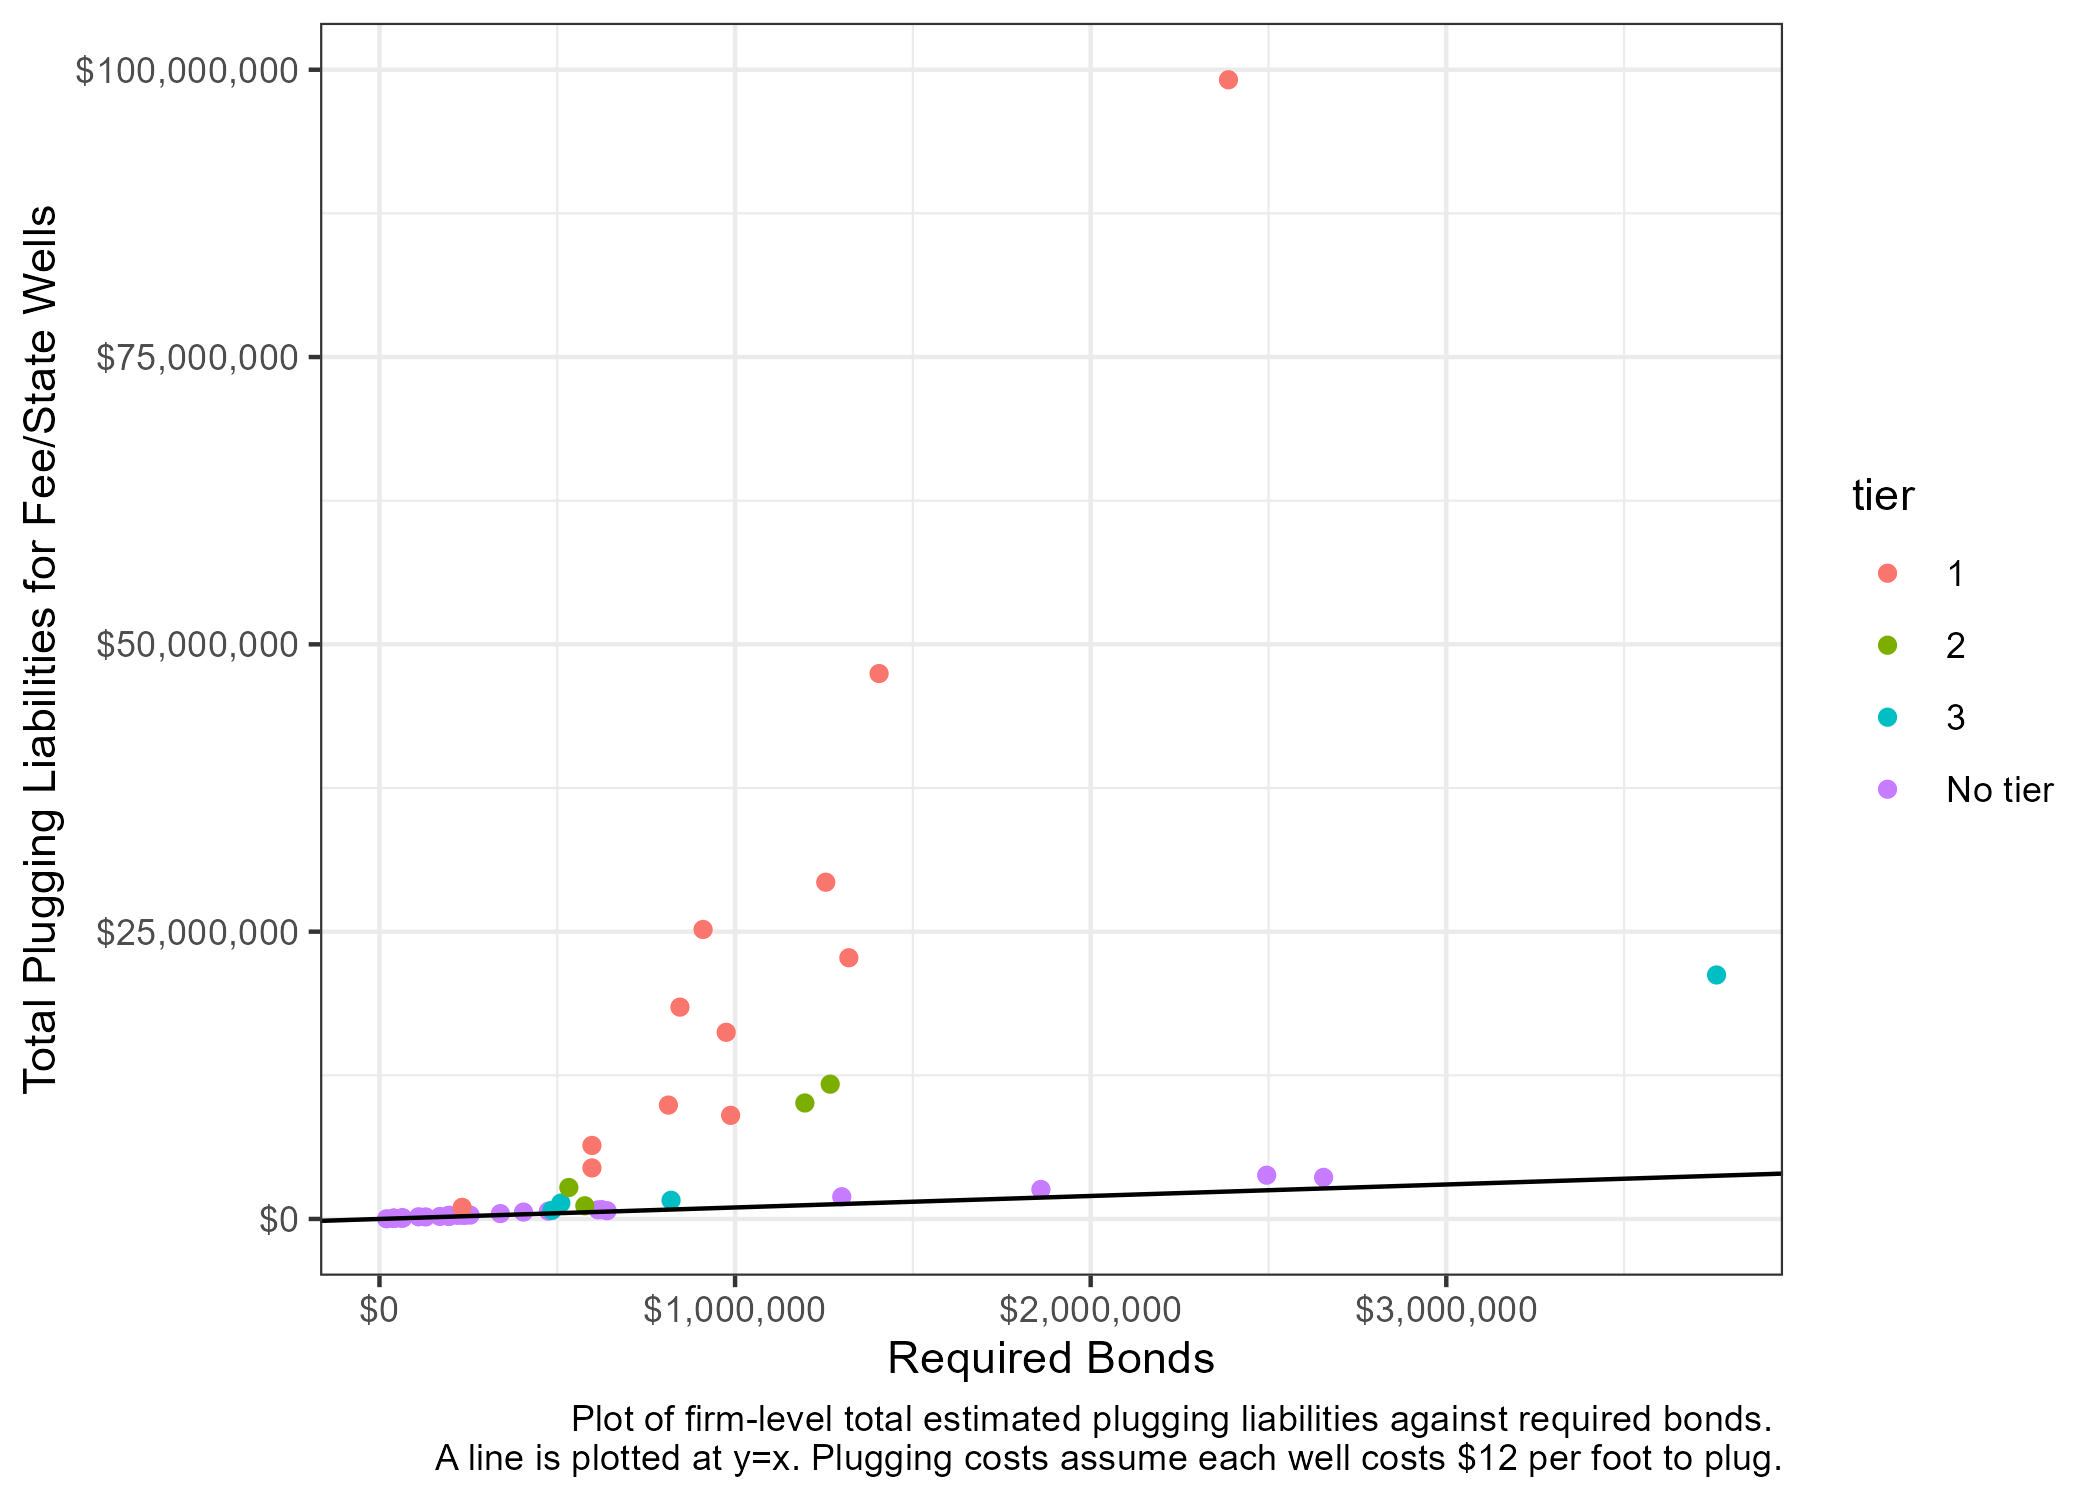 Total Plugging Liabilities for Fee/State Wells
$100,000,000
$75,000,000
$50,000,000
$25,000,000
$0
$0
$1,000,000
$2,000,000
$3,000,000
Required Bonds
tier
1
2
3
No tier
Plot of firm-level total estimated plugging liabilities against required bonds.
A line is plotted at y=x. Plugging costs assume each well costs $12 per foot to plug.